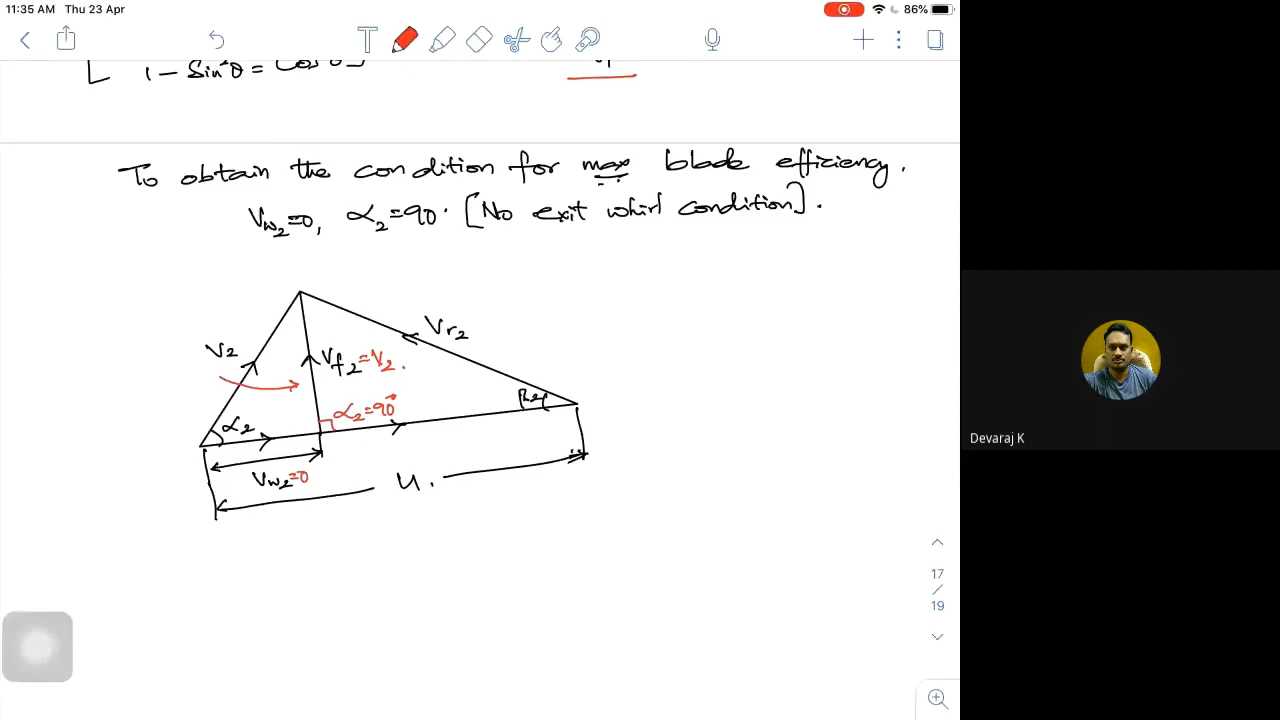 11:35 AM Thu 23 Apr
86%
1 - Sin²θ = Cos²θ
To obtain the condition for max blade efficiency.
Vw2=0, α2=90. [No exit whirl condition].
V2
Vr2
Vf2=V2.
α2
α2=90°
β2
Vw2=0
U.
17
/
19
Devaraj K